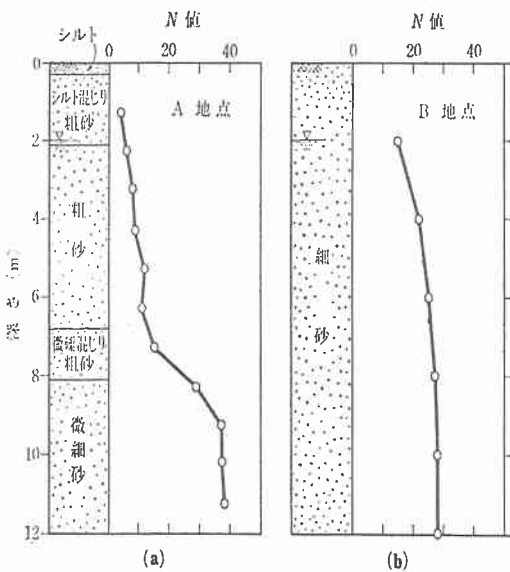 シルト
N 値
0 20 40
N 値
0 20 40
0
2
4
6
8
10
12
深さ (m)
シルト混じり
粗砂
粗
砂
微礫混じり
粗砂
微
細
砂
A 地点
細
砂
B 地点
(a)
(b)